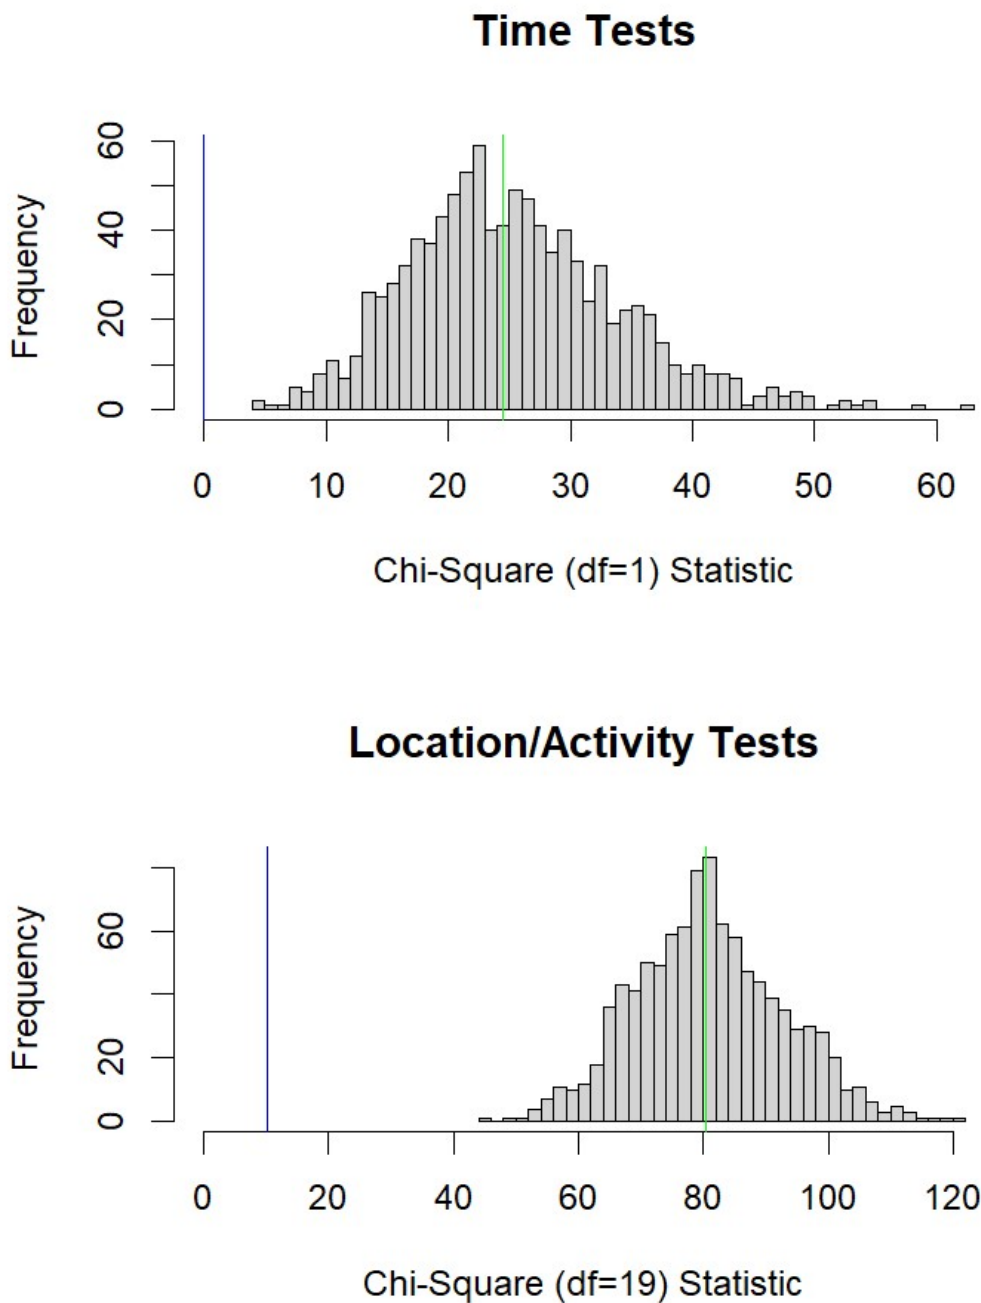 Time Tests
Frequency
60
40
20
0
0 10 20 30 40 50 60
Chi-Square (df=1) Statistic
Location/Activity Tests
Frequency
60
20
0
0 20 40 60 80 100 120
Chi-Square (df=19) Statistic